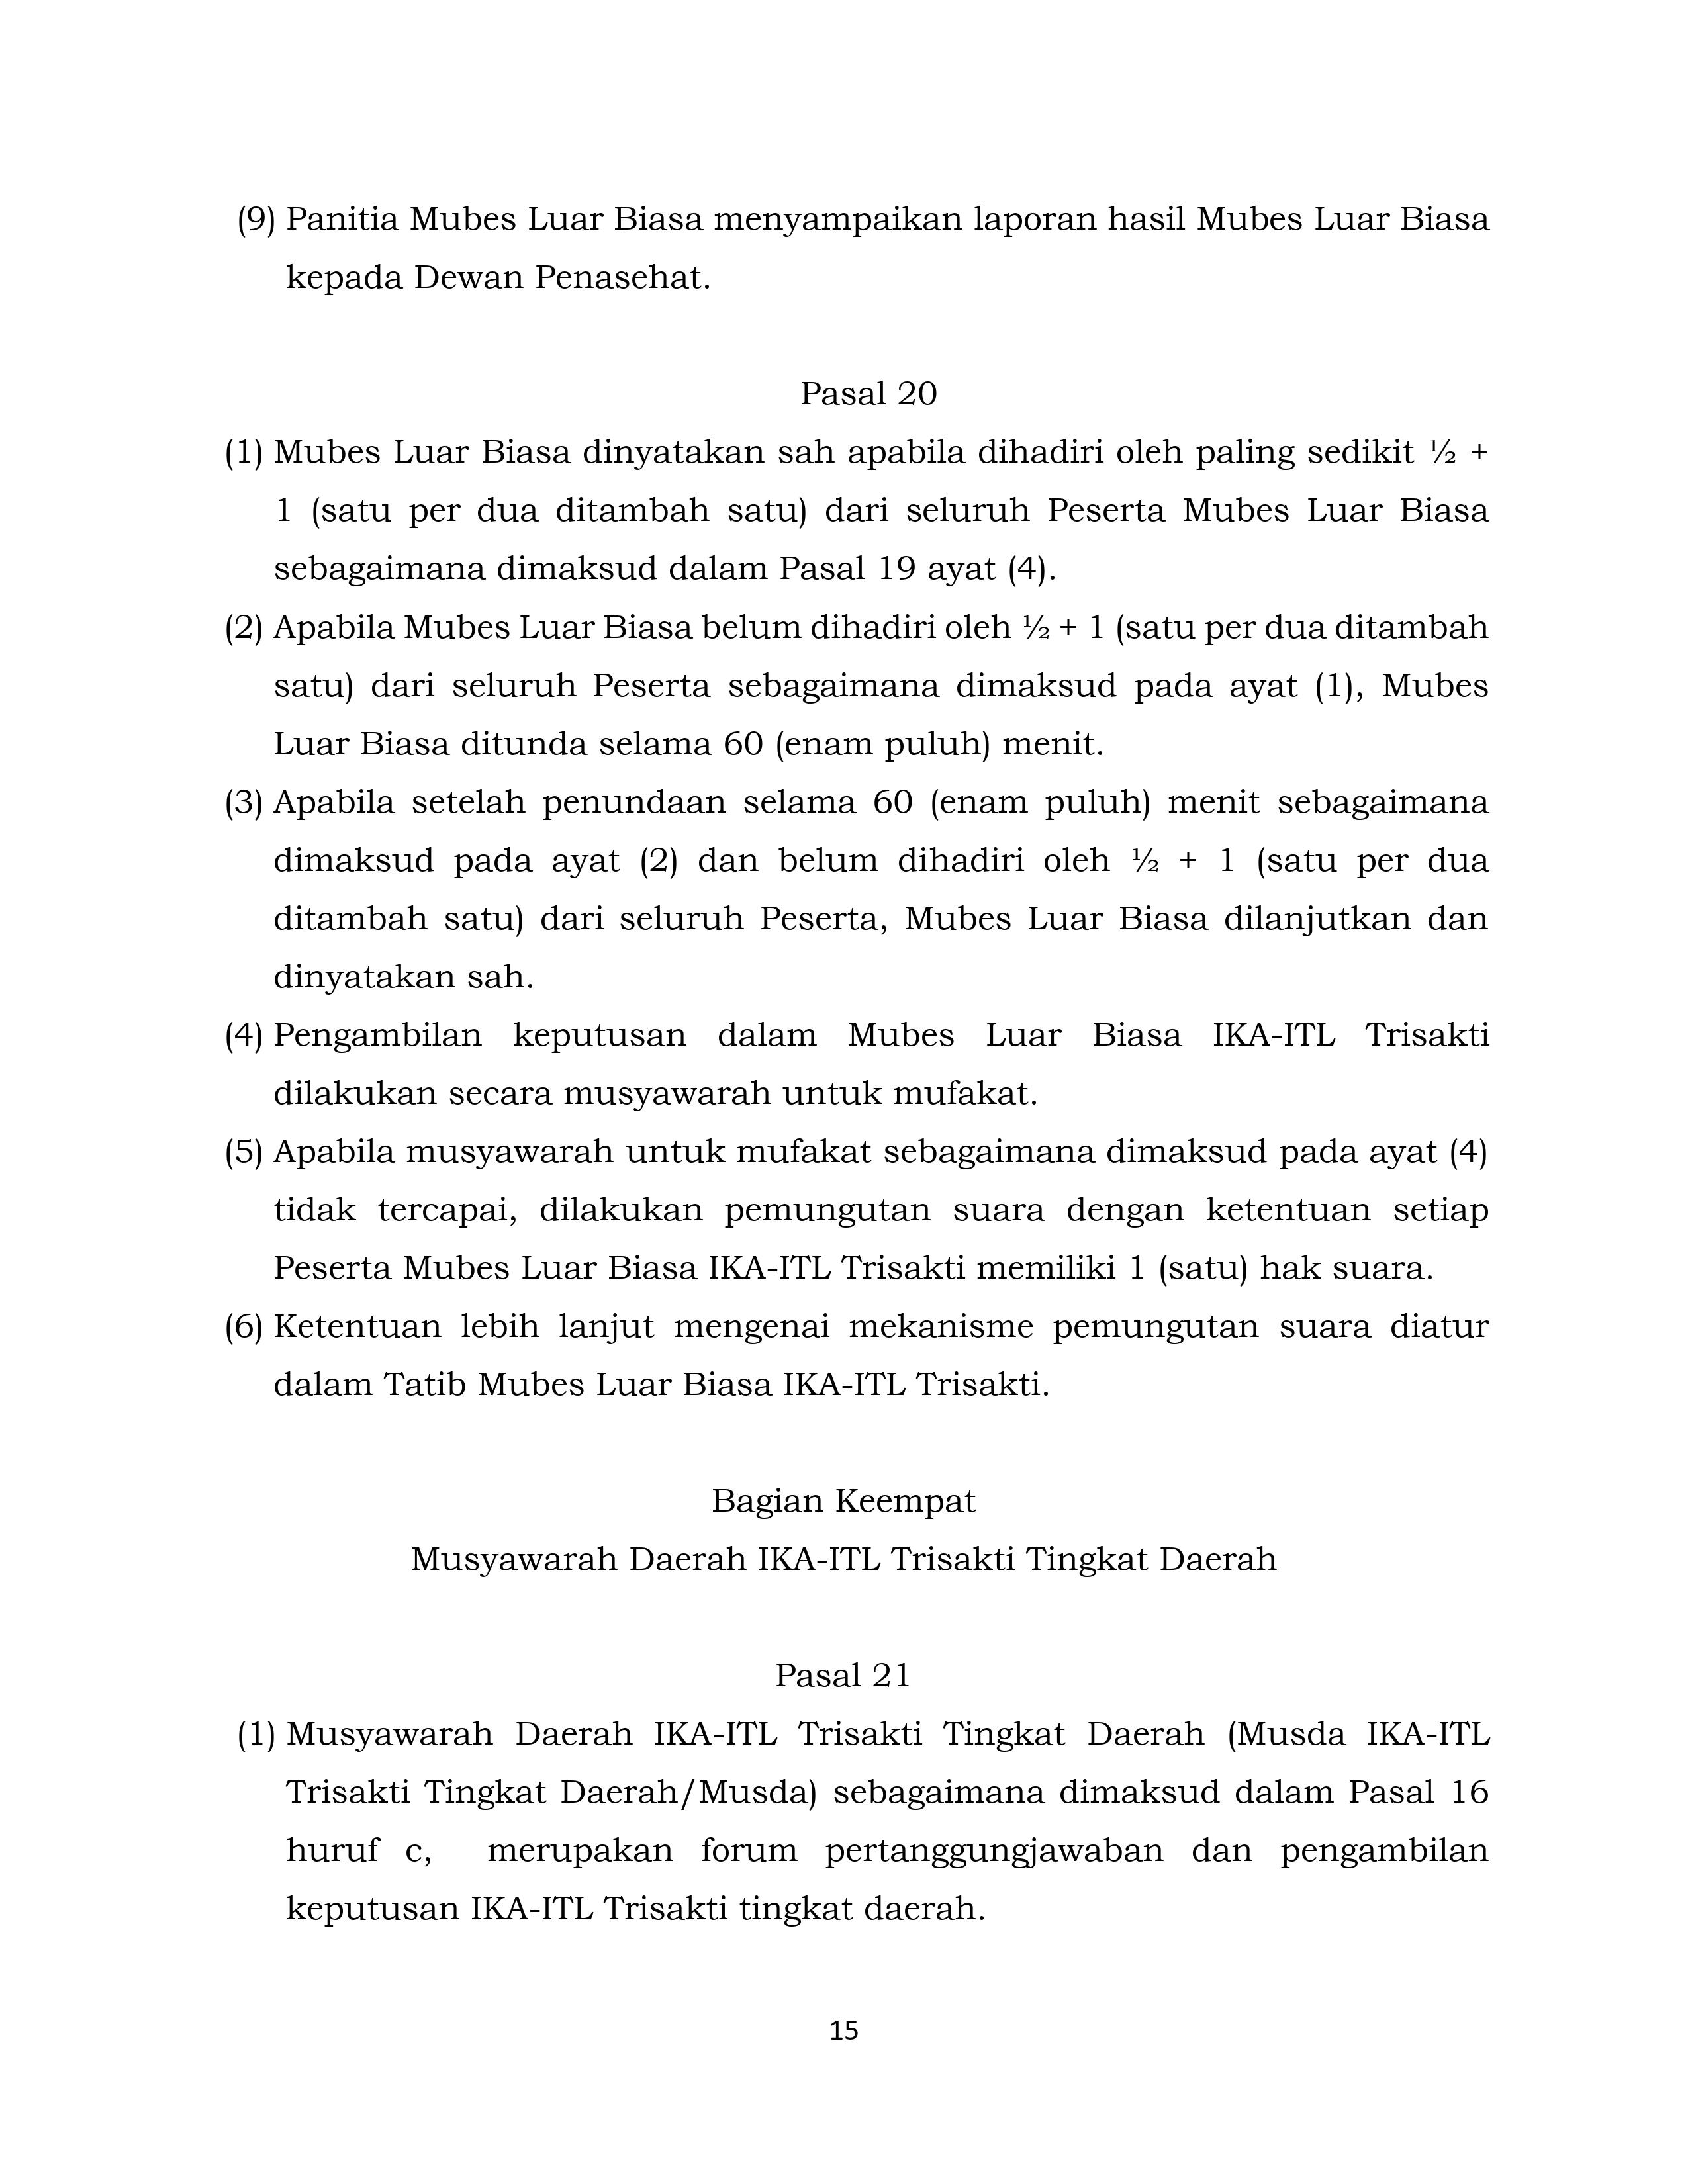 (9) Panitia Mubes Luar Biasa menyampaikan laporan hasil Mubes Luar Biasa
kepada Dewan Penasehat.
Pasal 20
(1) Mubes Luar Biasa dinyatakan sah apabila dihadiri oleh paling sedikit ½ +
1 (satu per dua ditambah satu) dari seluruh Peserta Mubes Luar Biasa
sebagaimana dimaksud dalam Pasal 19 ayat (4).
(2) Apabila Mubes Luar Biasa belum dihadiri oleh ½ + 1 (satu per dua ditambah
satu) dari seluruh Peserta sebagaimana dimaksud pada ayat (1), Mubes
Luar Biasa ditunda selama 60 (enam puluh) menit.
(3) Apabila setelah penundaan selama 60 (enam puluh) menit sebagaimana
dimaksud pada ayat (2) dan belum dihadiri oleh ½ + 1 (satu per dua
ditambah satu) dari seluruh Peserta, Mubes Luar Biasa dilanjutkan dan
dinyatakan sah.
(4) Pengambilan keputusan dalam Mubes Luar Biasa IKA-ITL Trisakti
dilakukan secara musyawarah untuk mufakat.
(5) Apabila musyawarah untuk mufakat sebagaimana dimaksud pada ayat (4)
tidak tercapai, dilakukan pemungutan suara dengan ketentuan setiap
Peserta Mubes Luar Biasa IKA-ITL Trisakti memiliki 1 (satu) hak suara.
(6) Ketentuan lebih lanjut mengenai mekanisme pemungutan suara diatur
dalam Tatib Mubes Luar Biasa IKA-ITL Trisakti.
Bagian Keempat
Musyawarah Daerah IKA-ITL Trisakti Tingkat Daerah
Pasal 21
(1) Musyawarah Daerah IKA-ITL Trisakti Tingkat Daerah (Musda IKA-ITL
Trisakti Tingkat Daerah/Musda) sebagaimana dimaksud dalam Pasal 16
huruf c, merupakan forum pertanggungjawaban dan pengambilan
keputusan IKA-ITL Trisakti tingkat daerah.
15